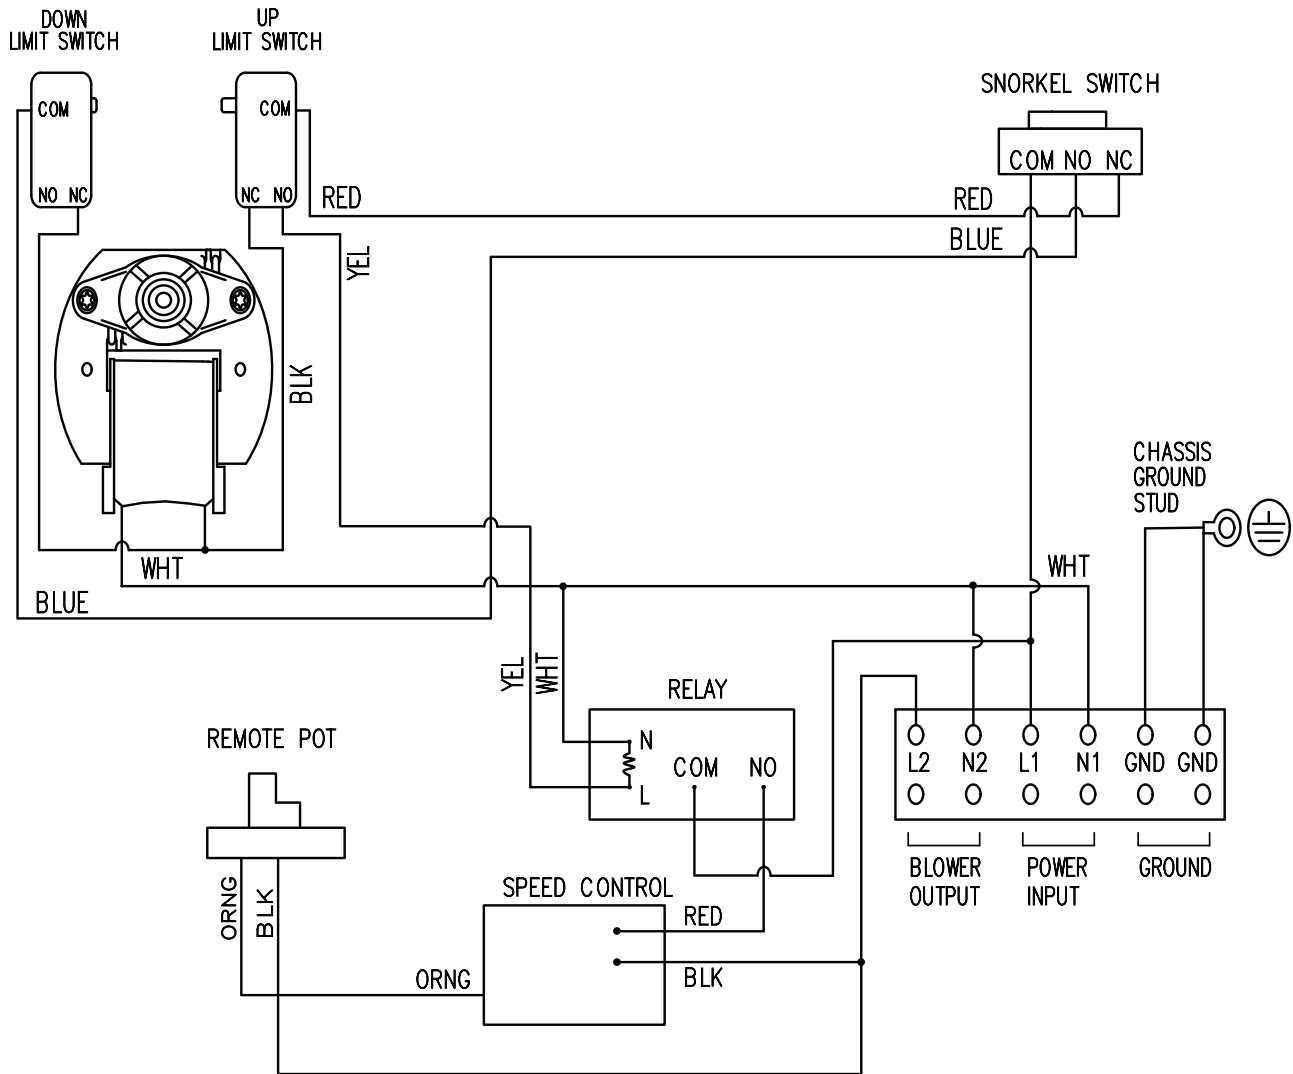 DOWN
LIMIT SWITCH
UP
LIMIT SWITCH
SNORKEL SWITCH
COM
COM
COM NO NC
NO NC
NC NO
RED
RED
BLUE
YEL
BLK
CHASSIS
GROUND
STUD
WHT
WHT
BLUE
YEL
WHT
RELAY
REMOTE POT
N
COM NO
L
L2 N2 L1 N1 GND GND
BLOWER
OUTPUT
POWER
INPUT
GROUND
SPEED CONTROL
ORNG
BLK
RED
ORNG
BLK